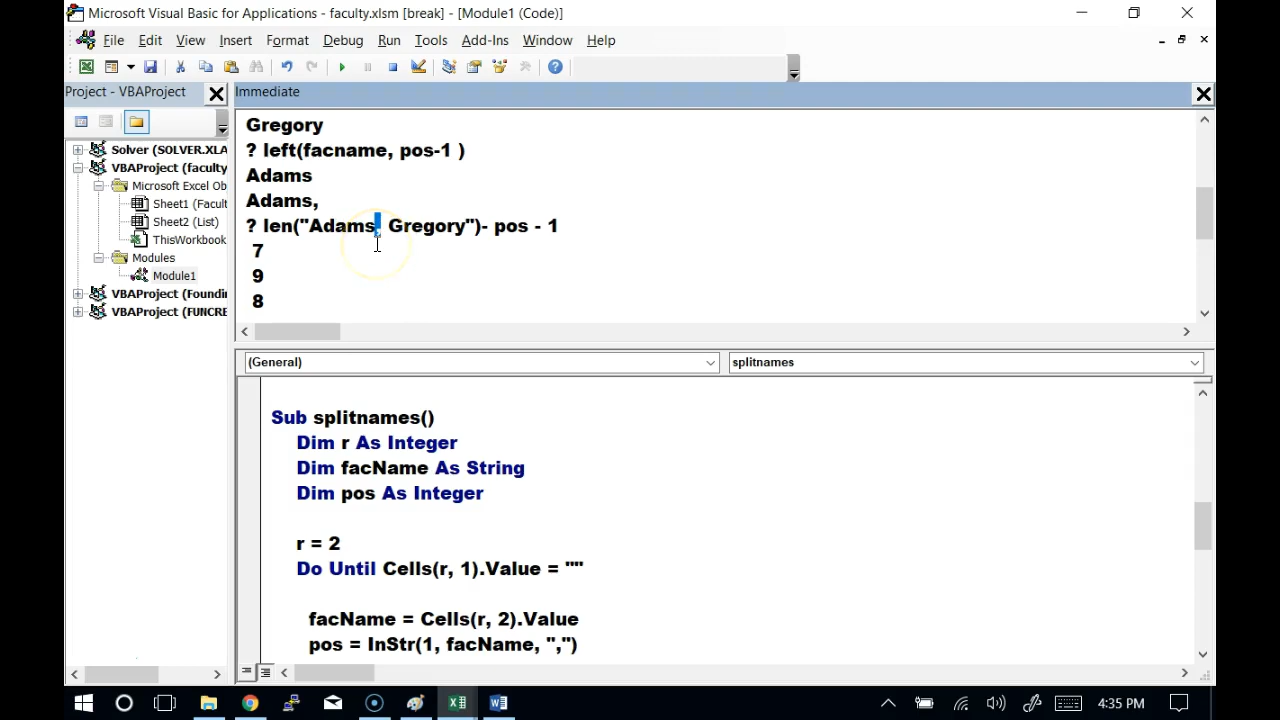 Microsoft Visual Basic for Applications - faculty.xlsm [break] - [Module1 (Code)]
File Edit View Insert Format Debug Run Tools Add-Ins Window Help
Project - VBAProject
Immediate
Solver (SOLVER.XLA
VBAProject (faculty
Microsoft Excel Ob
Sheet1 (Facult
Sheet2 (List)
ThisWorkbook
Modules
Module1
VBAProject (Foundin
VBAProject (FUNCRE
Gregory
? left(facname, pos-1 )
Adams
Adams,
? len("Adams, Gregory")- pos - 1
7
9
8
(General)
splitnames
Sub splitnames()
Dim r As Integer
Dim facName As String
Dim pos As Integer
r = 2
Do Until Cells(r, 1).Value = ""
facName = Cells(r, 2).Value
pos = InStr(1, facName, ",")
4:35 PM